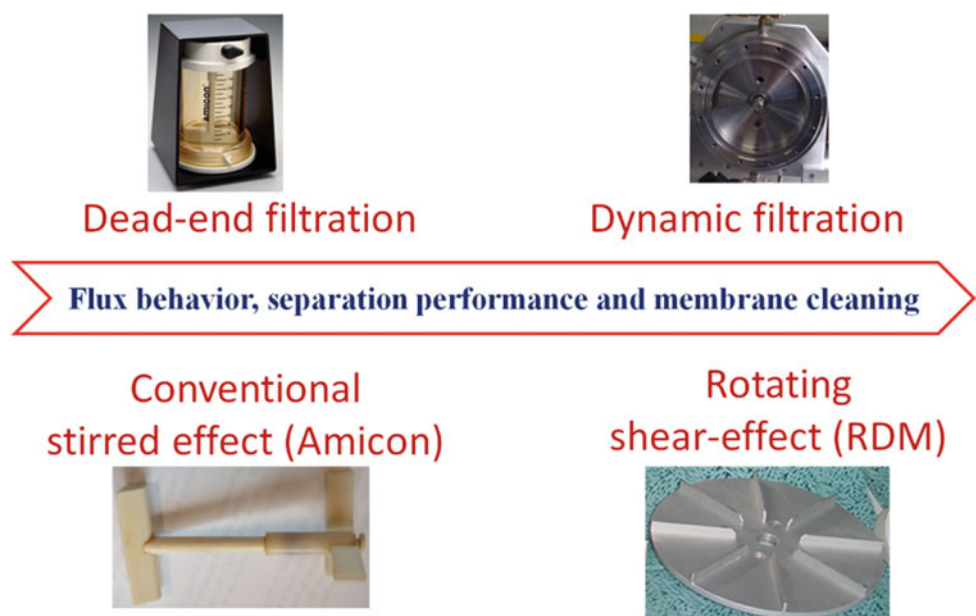 amicon
Dead-end filtration
Dynamic filtration
Flux behavior, separation performance and membrane cleaning
Conventional
stirred effect (Amicon)
Rotating
shear-effect (RDM)